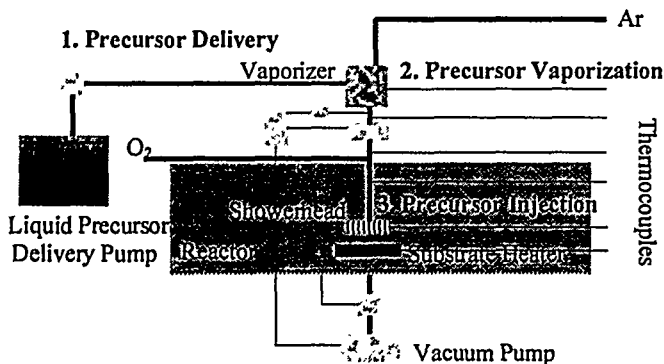 Ar
1. Precursor Delivery
Vaporizer
2. Precursor Vaporization
O₂
Thermocouples
Showerhead
3. Precursor Injection
Liquid Precursor
Delivery Pump
Reactor
Substrate Heater
Vacuum Pump